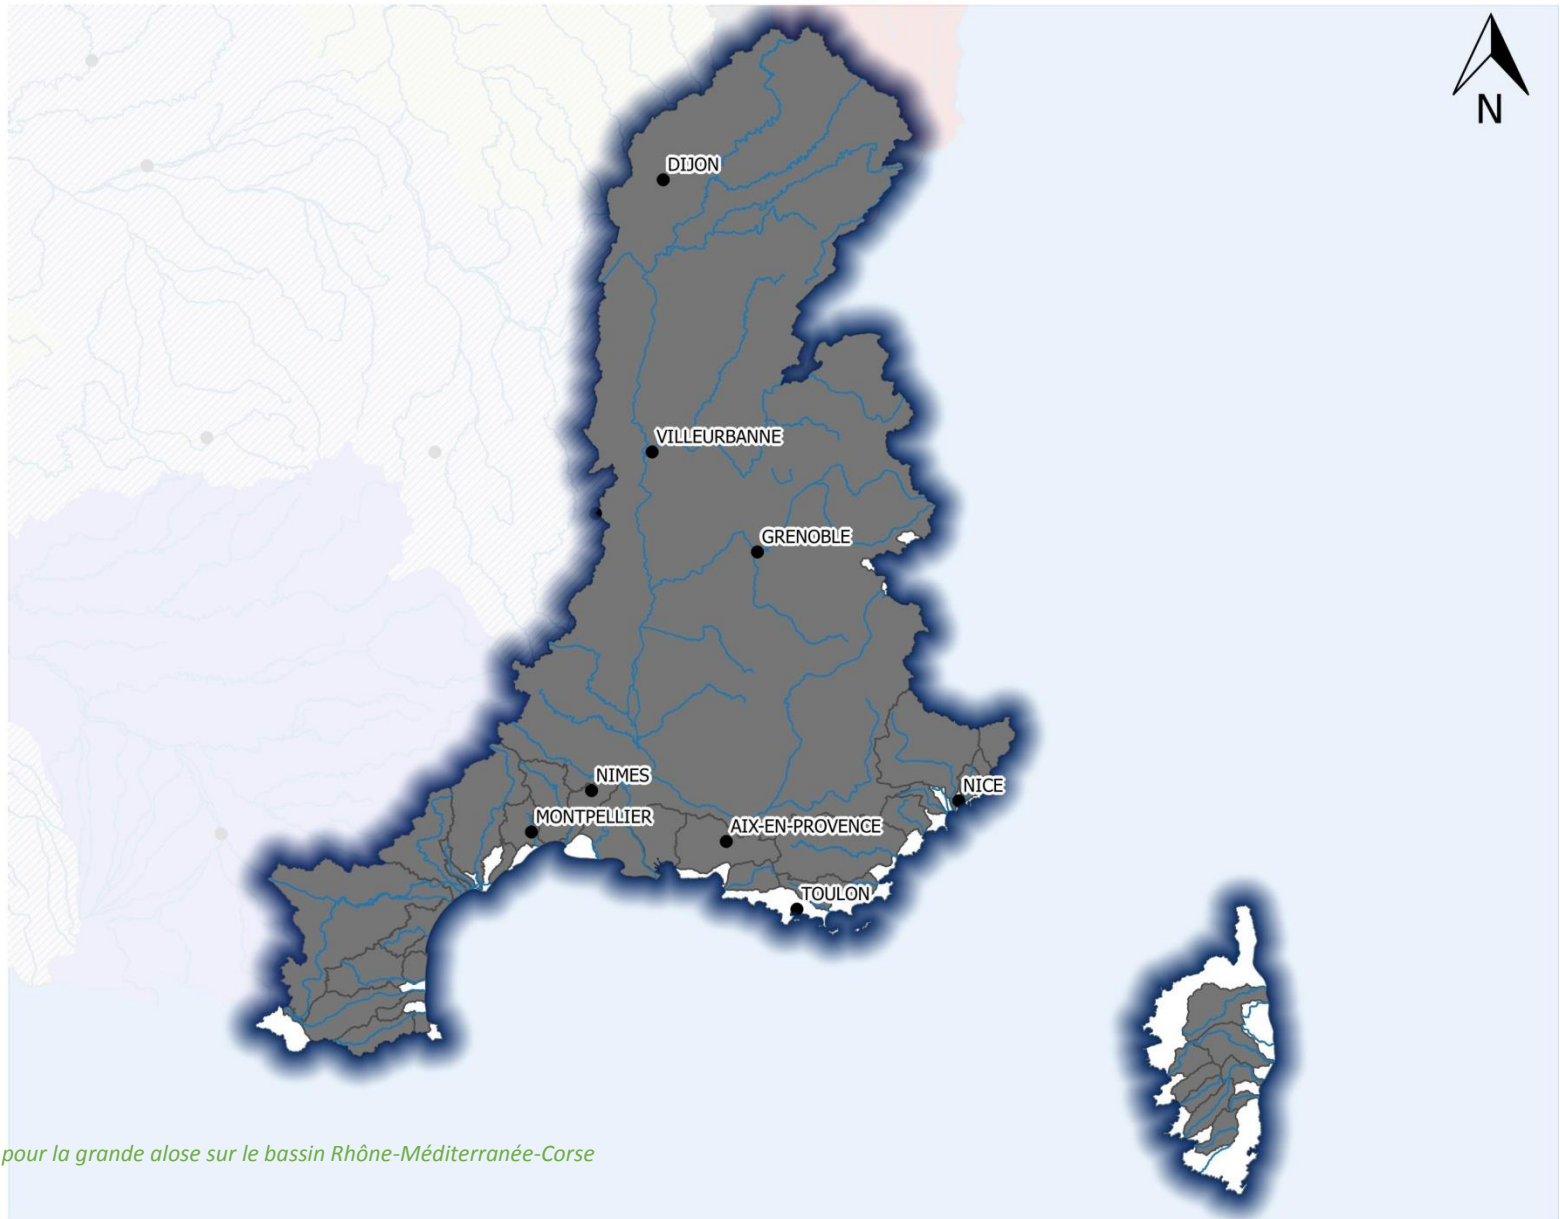 N
DIJON
VILLEURBANNE
GRENOBLE
NIMES
NICE
MONTPELLIER
AIX-EN-PROVENCE
TOULON
pour la grande alose sur le bassin Rhône-Méditerranée-Corse